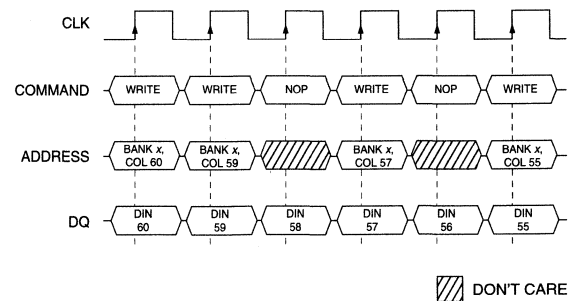 CLK
COMMAND WRITE WRITE NOP WRITE NOP WRITE
ADDRESS BANK x, COL 60 BANK x, COL 59 BANK x, COL 57 BANK x, COL 55
DQ DIN 60 DIN 59 DIN 58 DIN 57 DIN 56 DIN 55
DON'T CARE